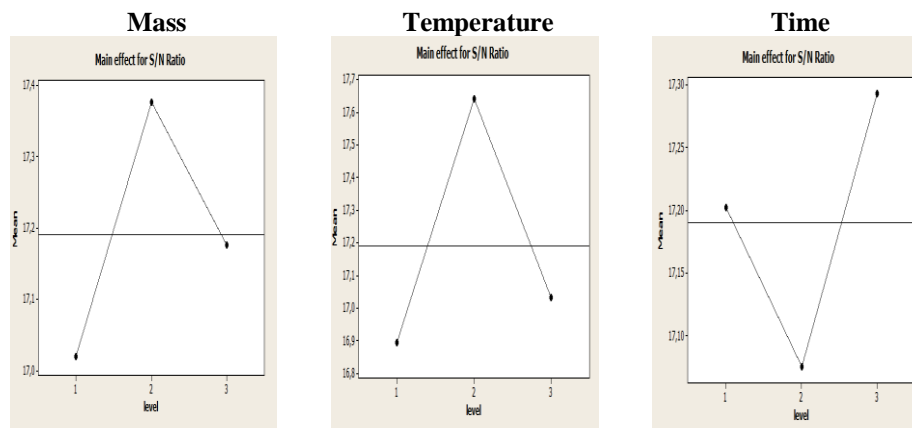 Mass
Main effect for S/N Ratio
17,4
17,3
17,2
17,1
17,0
Mean
1 2 3
level
Temperature
Main effect for S/N Ratio
17,7
17,6
17,5
17,4
17,3
17,2
17,1
17,0
16,9
16,8
Mean
1 2 3
level
Time
Main effect for S/N Ratio
17,30
17,25
17,20
17,15
17,10
Mean
1 2 3
level